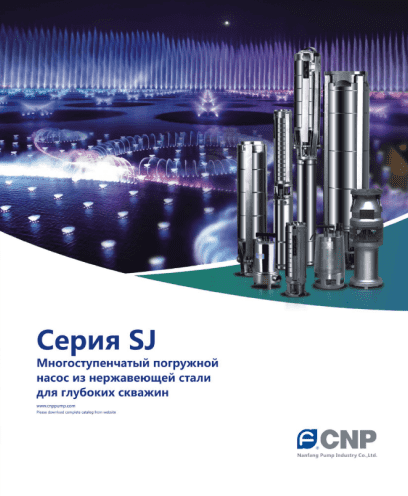 Серия SJ
Многоступенчатый погружной
насос из нержавеющей стали
для глубоких скважин
www.cnppump.com
Please download complete catalog from website
CNP
Nanfang Pump Industry Co.,Ltd.